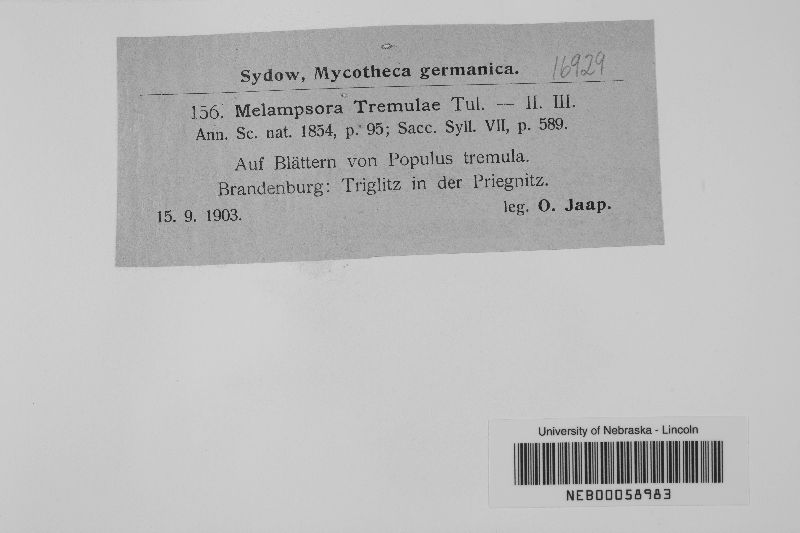 Sydow, Mycotheca germanica. 16929
156. Melampsora Tremulae Tul. — II. III.
Ann. Sc. nat. 1854, p. 95; Sacc. Syll. VII, p. 589.
Auf Blättern von Populus tremula.
Brandenburg: Triglitz in der Priegnitz.
15. 9. 1903. leg. O. Jaap.
University of Nebraska - Lincoln
NEB00058983